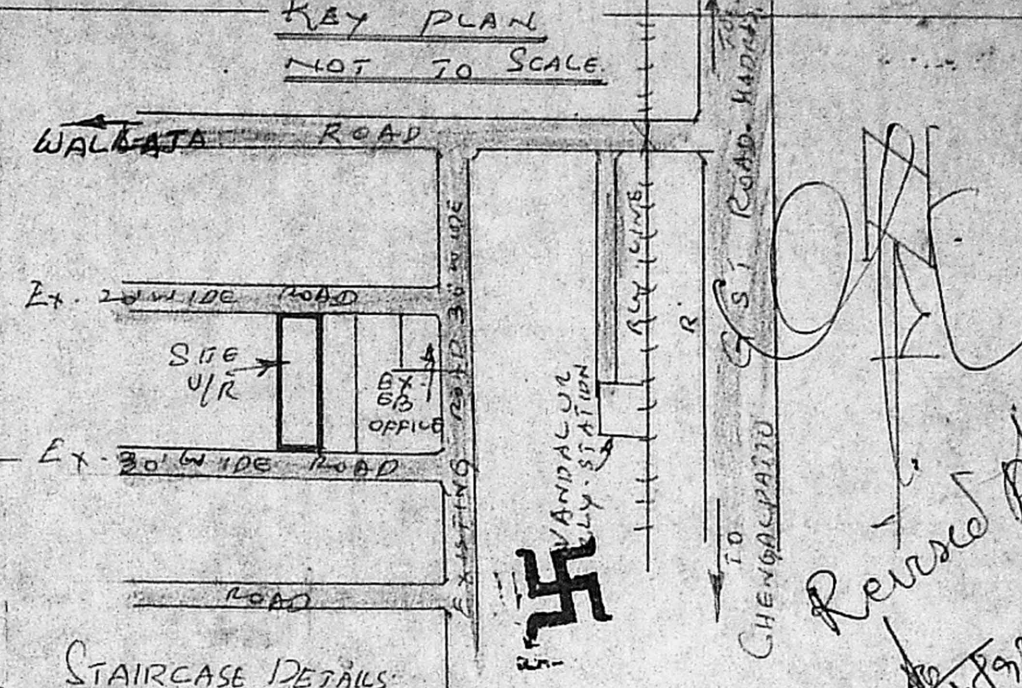 KEY PLAN
NOT TO SCALE
WALLAJA ROAD
TO
G S T ROAD MADRAS
Ex. 20' WIDE ROAD
SITE
U/R
EX.
EB
OFFICE
EXISTING ROAD 30' WIDE
Ex. 30' WIDE ROAD
VANDALUR
RLY. STATION
RLY LINE
R
TO
CHENGALPATTU
ROAD
Revised
STAIRCASE DETAILS